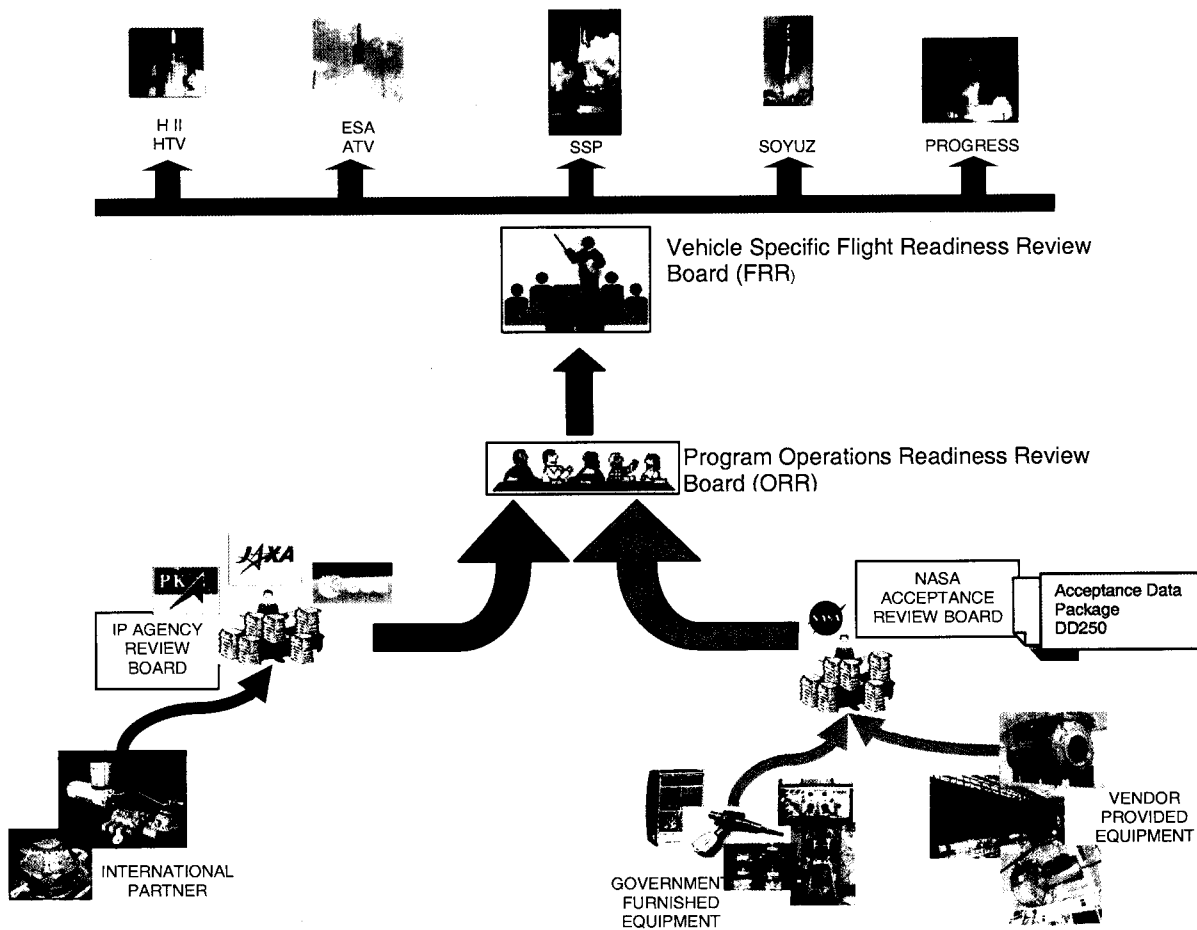 H II
HTV
ESA
ATV
SSP
SOYUZ
PROGRESS
Vehicle Specific Flight Readiness Review
Board (FRR)
Program Operations Readiness Review
Board (ORR)
JAXA
PK
IP AGENCY
REVIEW
BOARD
NASA
NASA
ACCEPTANCE
REVIEW BOARD
Acceptance Data
Package
DD250
INTERNATIONAL
PARTNER
GOVERNMENT
FURNISHED
EQUIPMENT
VENDOR
PROVIDED
EQUIPMENT